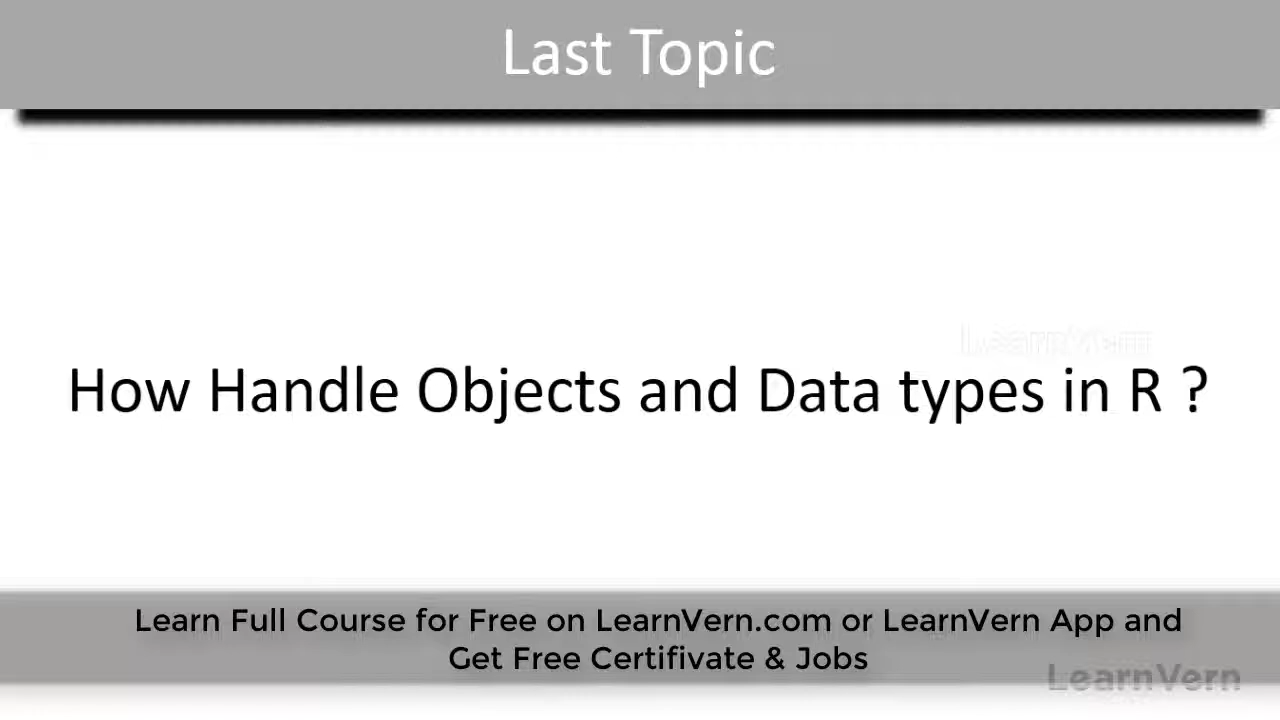 Last Topic
LearnVern
How Handle Objects and Data types in R ?
Learn Full Course for Free on LearnVern.com or LearnVern App and
Get Free Certifivate & Jobs
LearnVern